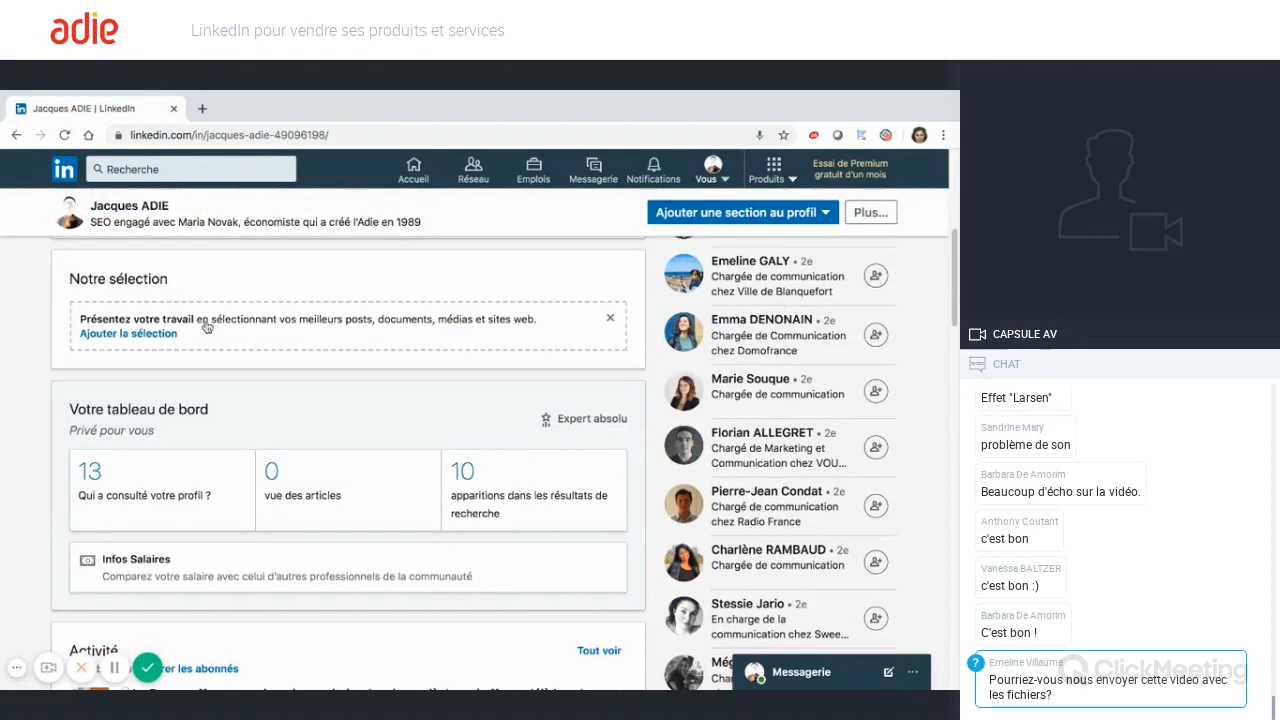 adie
LinkedIn pour vendre ses produits et services
Jacques ADIE | LinkedIn
linkedin.com/in/jacques-adie-49096198/
in
Recherche
Accueil
Réseau
Emplois
Messagerie
Notifications
Vous
Produits
Essai de Premium
gratuit d'un mois
Jacques ADIE
SEO engagé avec Maria Novak, économiste qui a créé l'Adie en 1989
Ajouter une section au profil
Plus...
Notre sélection
Présentez votre travail en sélectionnant vos meilleurs posts, documents, médias et sites web.
Ajouter la sélection
Votre tableau de bord
Privé pour vous
Expert absolu
13
Qui a consulté votre profil ?
0
vue des articles
10
apparitions dans les résultats de
recherche
Infos Salaires
Comparez votre salaire avec celui d'autres professionnels de la communauté
Activité
Tout voir
rer les abonnés
Emeline GALY • 2e
Chargée de communication
chez Ville de Blanquefort
Emma DENONAIN • 2e
Chargée de Communication
chez Domofrance
Marie Souque • 2e
Chargée de communication
Florian ALLEGRET • 2e
Chargé de Marketing et
Communication chez VOU...
Pierre-Jean Condat • 2e
Chargé de communication
chez Radio France
Charlène RAMBAUD • 2e
Chargée de communication
Stessie Jario • 2e
En charge de la
communication chez Swee...
Messagerie
CAPSULE AV
CHAT
Effet "Larsen"
Sandrine Mary
problème de son
Barbara De Amorim
Beaucoup d'écho sur la vidéo.
Anthony Coutant
c'est bon
Vanessa BALTZER
c'est bon :)
Barbara De Amorim
C'est bon !
?
Emeline Villaume
Pourriez-vous nous envoyer cette video avec
les fichiers?
ClickMeeting